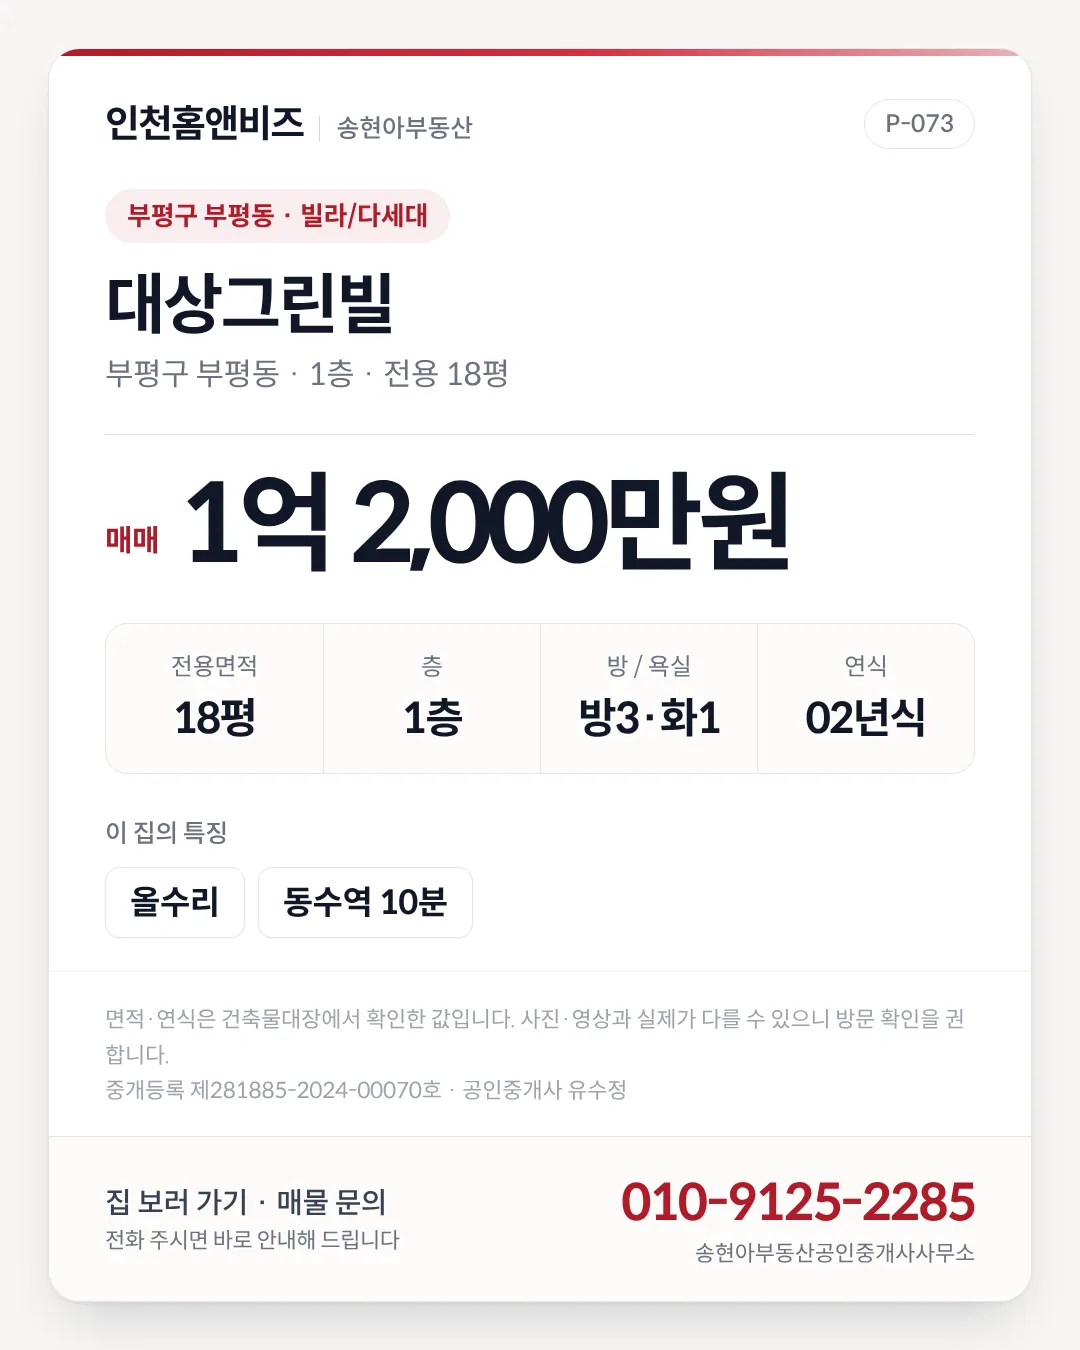 인천홈앤비즈 | 송현아부동산
P-073
부평구 부평동 · 빌라/다세대
대상그린빌
부평구 부평동 · 1층 · 전용 18평
매매 1억 2,000만원
전용면적 층 방 / 욕실 연식
18평 1층 방3·화1 02년식
이 집의 특징
올수리 동수역 10분
면적·연식은 건축물대장에서 확인한 값입니다. 사진·영상과 실제가 다를 수 있으니 방문 확인을 권
합니다.
중개등록 제281885-2024-00070호 · 공인중개사 유수정
집 보러 가기 · 매물 문의
전화 주시면 바로 안내해 드립니다
010-9125-2285
송현아부동산공인중개사사무소